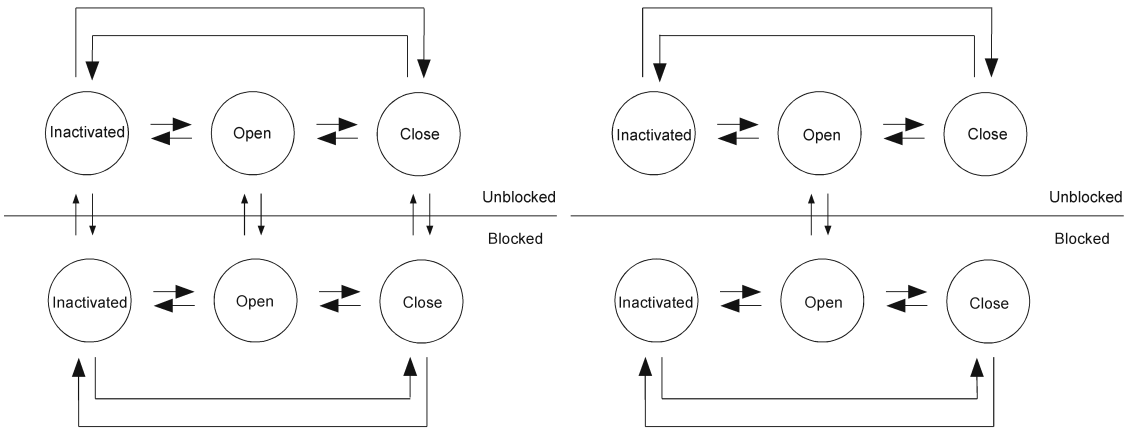 Inactivated Open Close Inactivated Open Close
Unblocked Unblocked
Blocked Blocked
Inactivated Open Close Inactivated Open Close